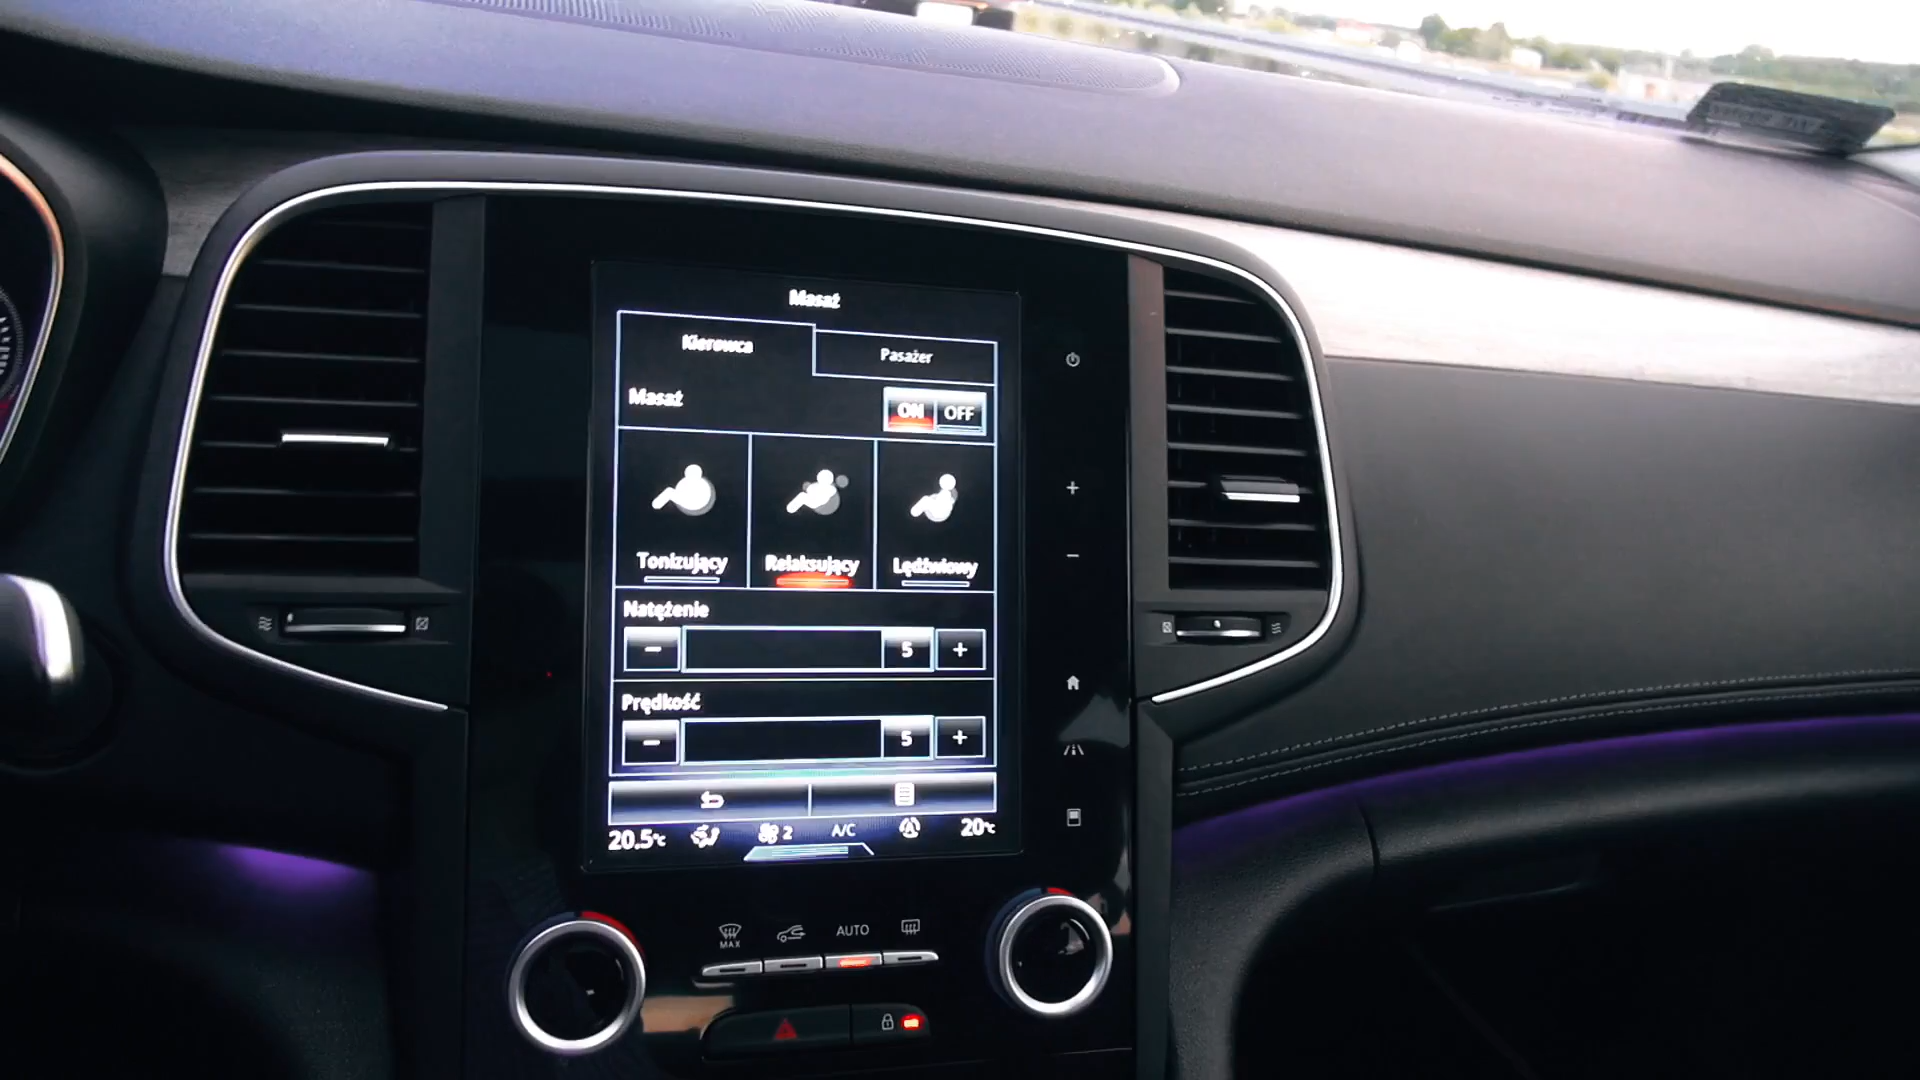 Masaż
Kierowca Pasażer
Masaż ON OFF
Tonizujący Relaksujący Lędźwiowy
Natężenie
− 5 +
Prędkość
− 5 +
20.5°C 2 A/C 20°C
+
−
MAX AUTO